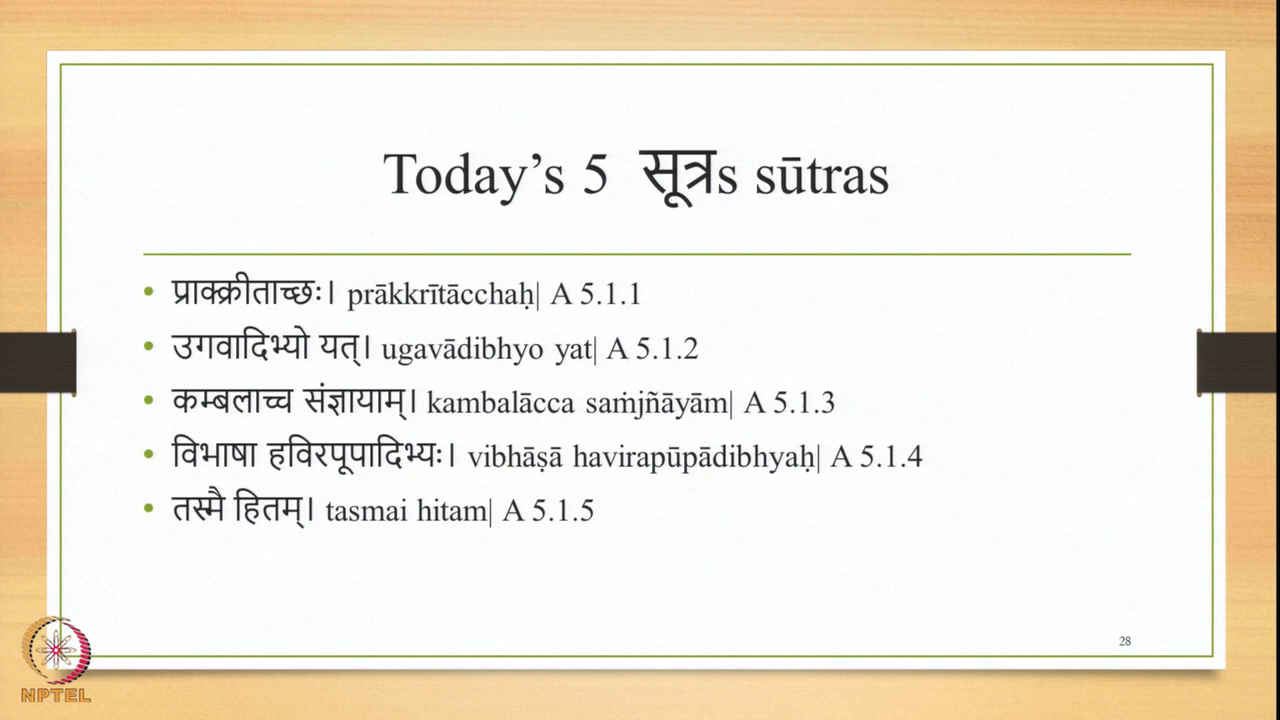 Today’s 5 सूत्रs sūtras
• प्राक्क्रीताच्छः। prākkrītācchaḥ| A 5.1.1
• उगवादिभ्यो यत्। ugavādibhyo yat| A 5.1.2
• कम्बलाच्च संज्ञायाम्। kambalācca saṁjñāyām| A 5.1.3
• विभाषा हविरपूपादिभ्यः। vibhāṣā havirapūpādibhyaḥ| A 5.1.4
• तस्मै हितम्। tasmai hitam| A 5.1.5
28
NPTEL